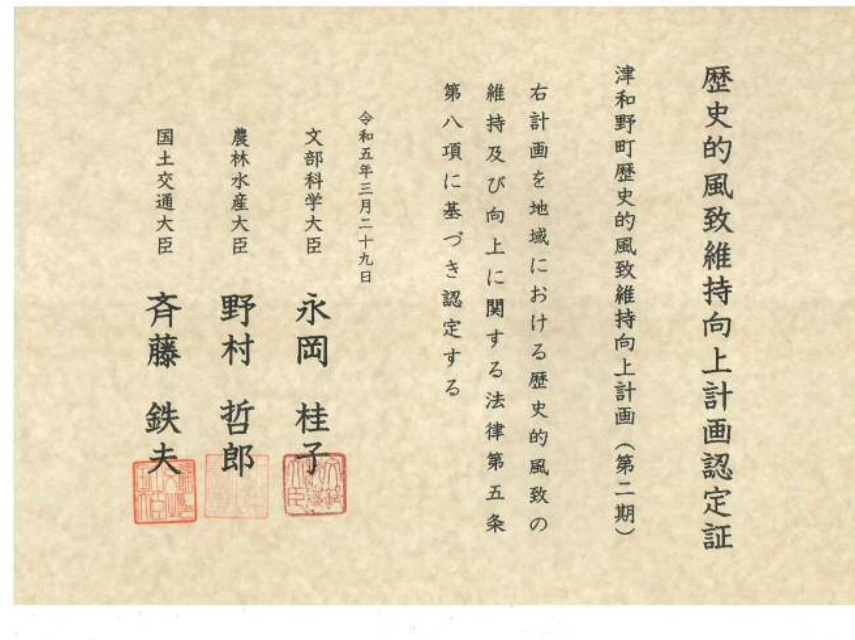 歴史的風致維持向上計画認定証
津和野町歴史的風致維持向上計画（第二期）
右計画を地域における歴史的風致の
維持及び向上に関する法律第五条
第八項に基づき認定する
令和五年三月二十九日
文部科学大臣 永岡 桂子
農林水産大臣 野村 哲郎
国土交通大臣 斉藤 鉄夫